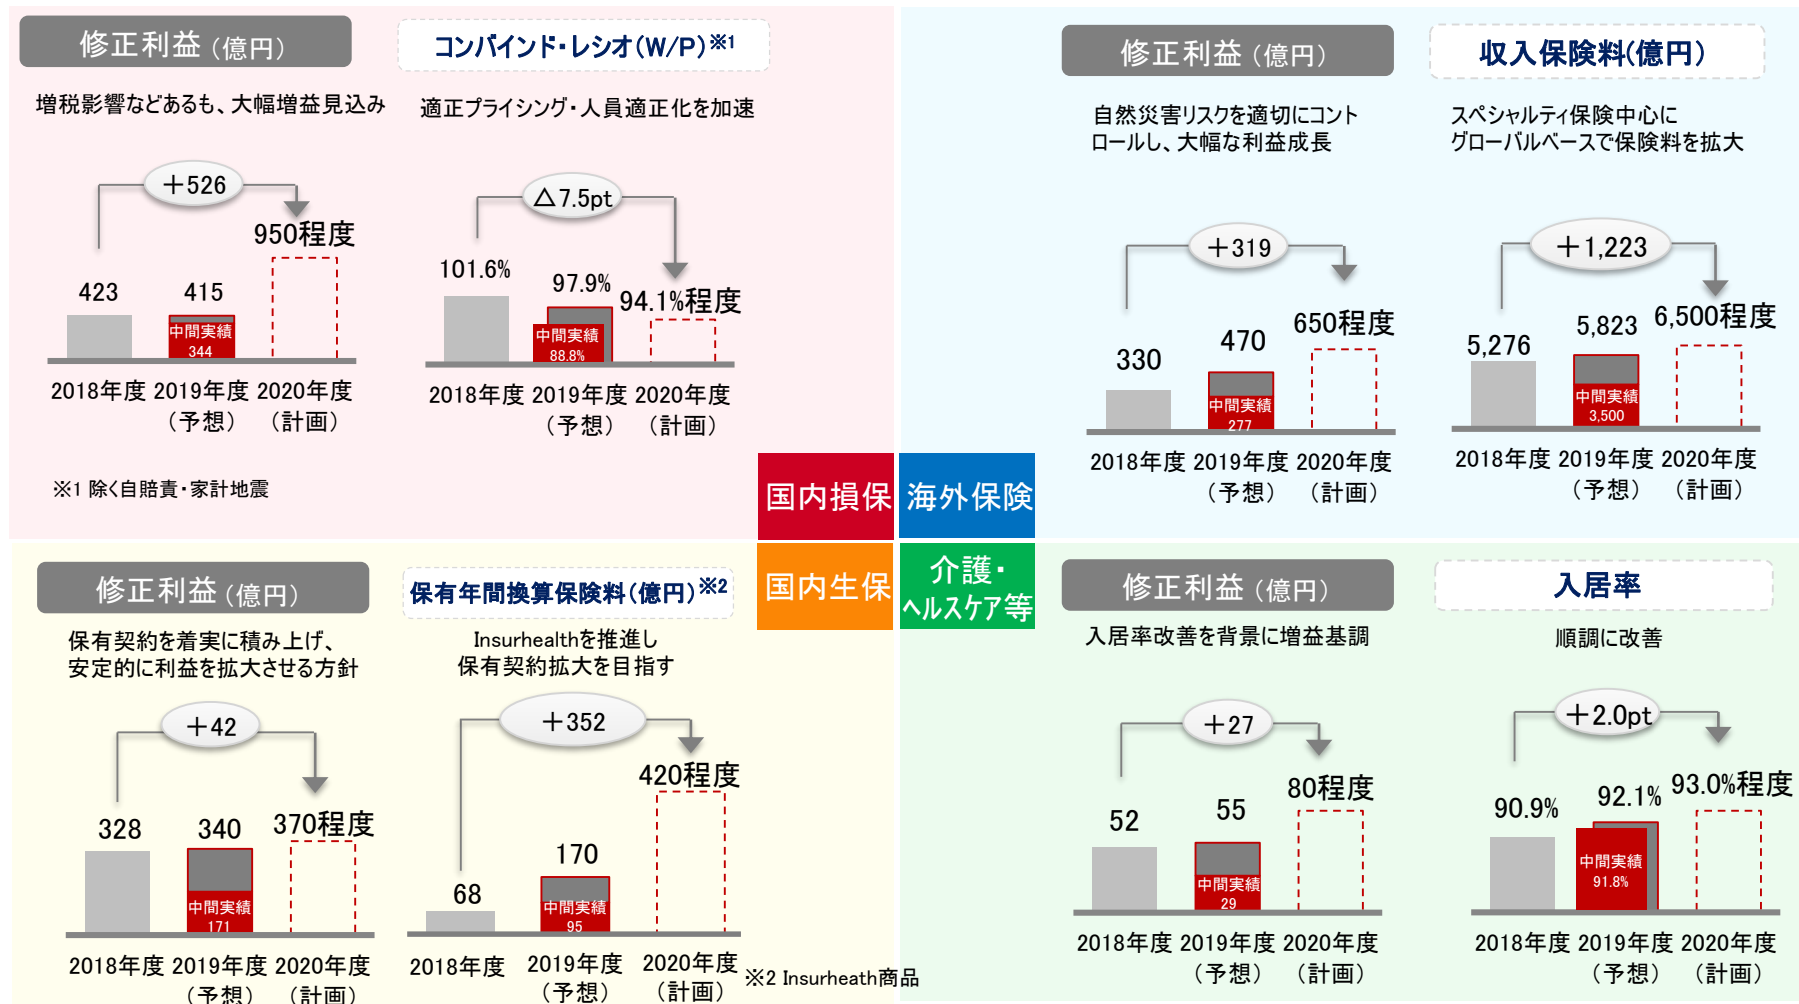 修正利益（億円）
増税影響などあるも、大幅増益見込み
＋526
950程度
423
415
中間実績
344
2018年度
2019年度
（予想）
2020年度
（計画）
※1 除く自賠責・家計地震
コンバインド・レシオ（W/P）※1
適正プライシング・人員適正化を加速
△7.5pt
101.6%
97.9%
94.1%程度
中間実績
88.8%
2018年度
2019年度
（予想）
2020年度
（計画）
修正利益（億円）
自然災害リスクを適切にコント
ロールし、大幅な利益成長
＋319
330
470
650程度
中間実績
277
2018年度
2019年度
（予想）
2020年度
（計画）
収入保険料(億円)
スペシャルティ保険中心に
グローバルベースで保険料を拡大
＋1,223
5,276
5,823
6,500程度
中間実績
3,500
2018年度
2019年度
（予想）
2020年度
（計画）
国内損保
海外保険
国内生保
介護・
ヘルスケア等
修正利益（億円）
保有契約を着実に積み上げ、
安定的に利益を拡大させる方針
＋42
328
340
370程度
中間実績
171
2018年度
2019年度
（予想）
2020年度
（計画）
保有年間換算保険料（億円）※2
Insurhealthを推進し
保有契約拡大を目指す
＋352
68
170
420程度
中間実績
95
2018年度
2019年度
（予想）
2020年度
（計画）
※2 Insurheath商品
修正利益（億円）
入居率改善を背景に増益基調
＋27
52
55
80程度
中間実績
29
2018年度
2019年度
（予想）
2020年度
（計画）
入居率
順調に改善
＋2.0pt
90.9%
92.1%
93.0%程度
中間実績
91.8%
2018年度
2019年度
（予想）
2020年度
（計画）